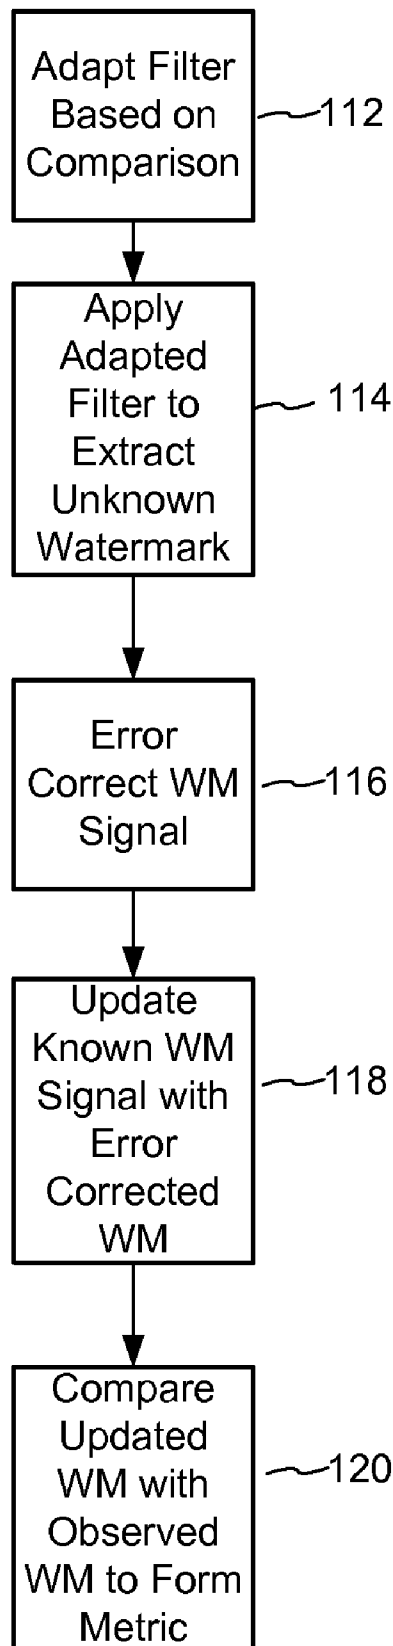 Adapt Filter
Based on
Comparison
112
Apply
Adapted
Filter to
Extract
Unknown
Watermark
114
Error
Correct WM
Signal
116
Update
Known WM
Signal with
Error
Corrected
WM
118
Compare
Updated
WM with
Observed
WM to Form
Metric
120